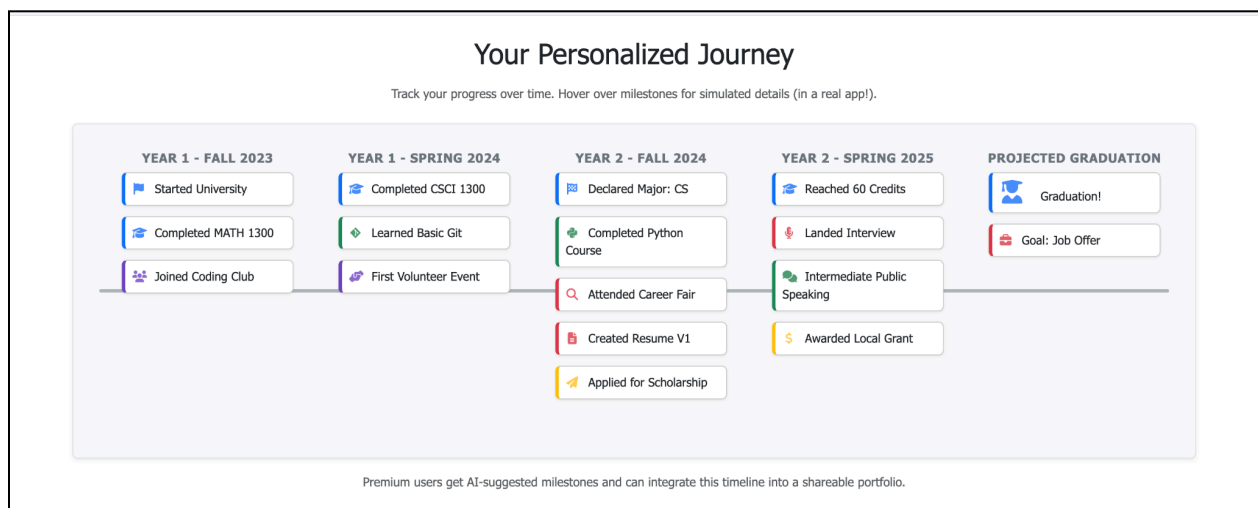 Your Personalized Journey
Track your progress over time. Hover over milestones for simulated details (in a real app!).
YEAR 1 - FALL 2023
Started University
Completed MATH 1300
Joined Coding Club
YEAR 1 - SPRING 2024
Completed CSCI 1300
Learned Basic Git
First Volunteer Event
YEAR 2 - FALL 2024
Declared Major: CS
Completed Python
Course
Attended Career Fair
Created Resume V1
Applied for Scholarship
YEAR 2 - SPRING 2025
Reached 60 Credits
Landed Interview
Intermediate Public
Speaking
Awarded Local Grant
PROJECTED GRADUATION
Graduation!
Goal: Job Offer
Premium users get AI-suggested milestones and can integrate this timeline into a shareable portfolio.